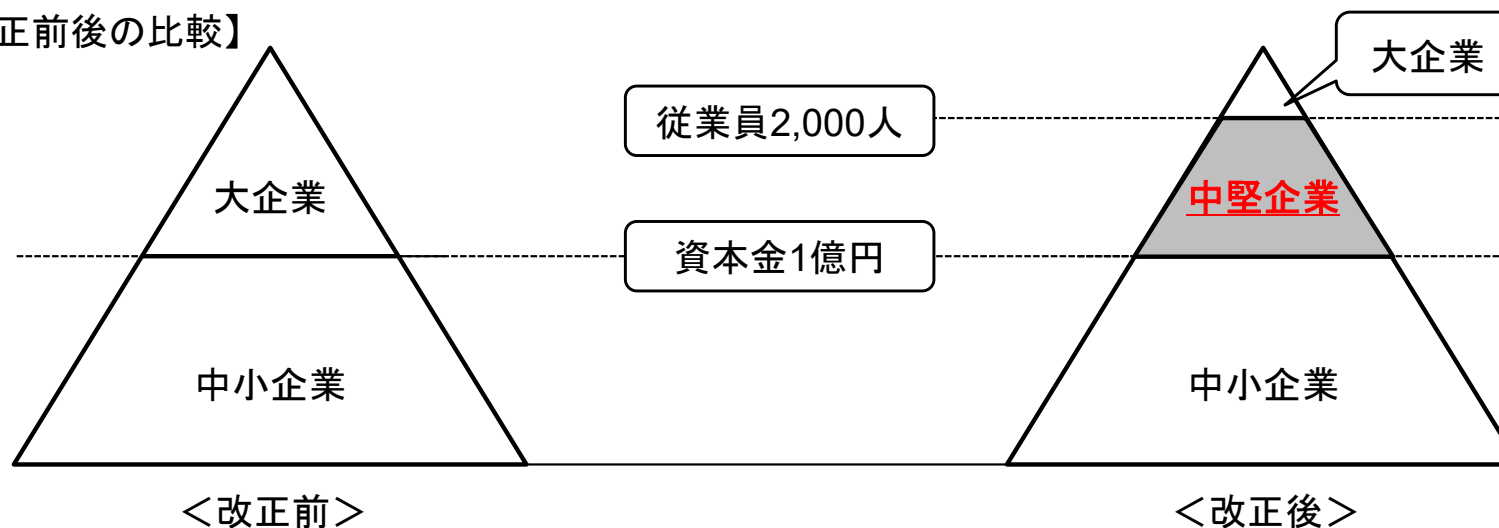 正前後の比較】
大企業
従業員2,000人
大企業
中堅企業
資本金1億円
中小企業
中小企業
＜改正前＞
＜改正後＞